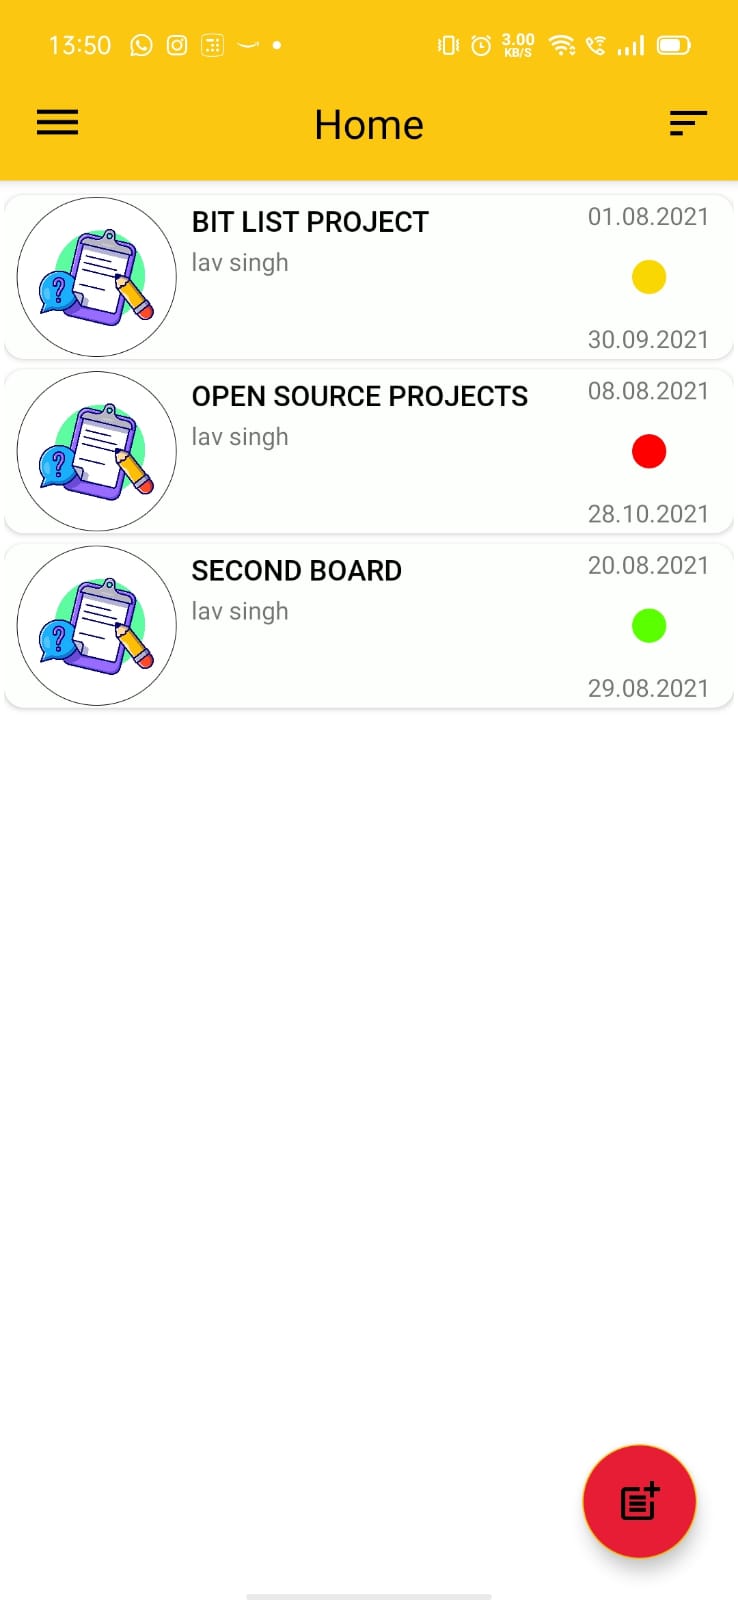 13:50
3.00
KB/S
Home
BIT LIST PROJECT
lav singh
01.08.2021
30.09.2021
OPEN SOURCE PROJECTS
lav singh
08.08.2021
28.10.2021
SECOND BOARD
lav singh
20.08.2021
29.08.2021